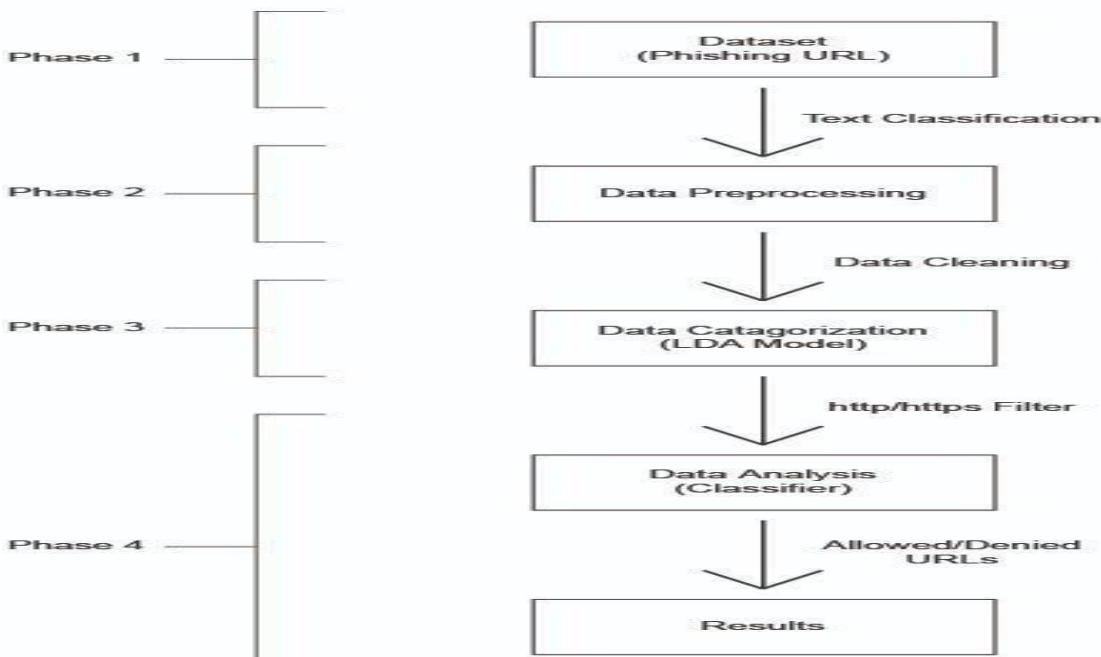 Phase 1
Dataset
(Phishing URL)
Text Classification
Phase 2
Data Preprocessing
Data Cleaning
Phase 3
Data Catagorization
(LDA Model)
http/https Filter
Data Analysis
(Classifier)
Phase 4
Allowed/Denied
URLs
Results